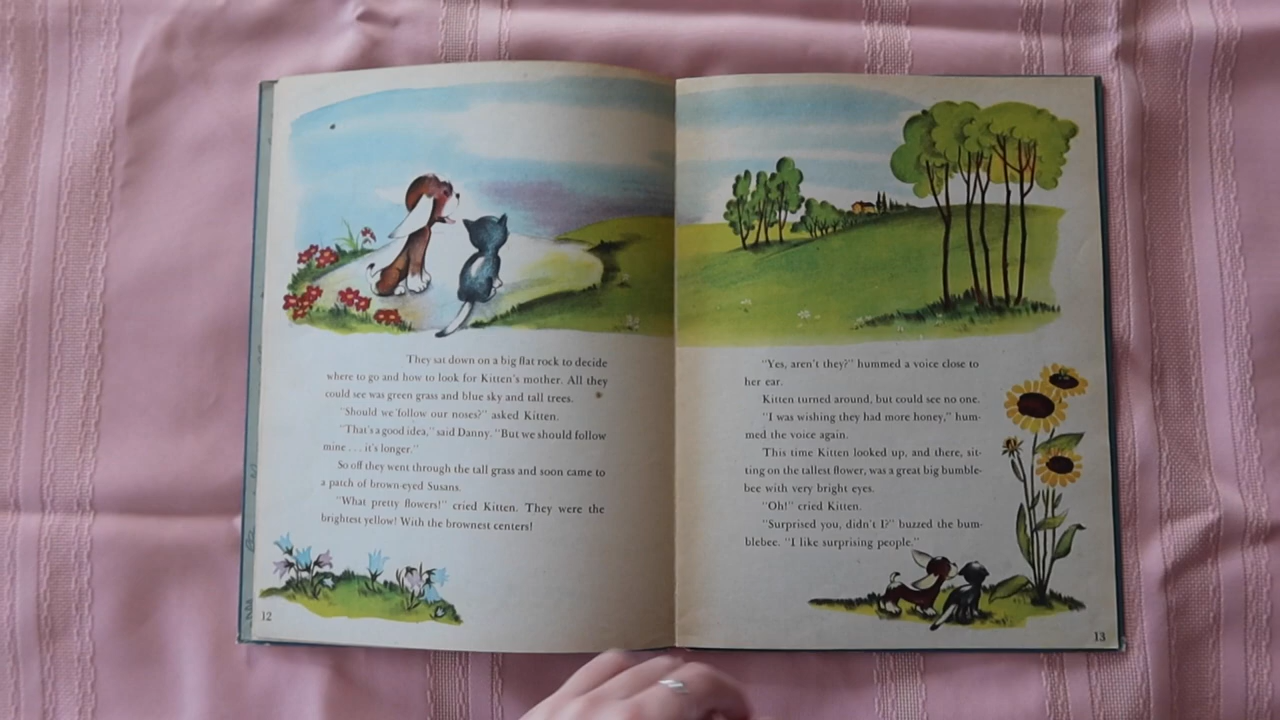 They sat down on a big flat rock to decide
where to go and how to look for Kitten's mother. All they
could see was green grass and blue sky and tall trees.
"Should we follow our noses?" asked Kitten.
"That's a good idea," said Danny. "But we should follow
mine . . . it's longer."
So off they went through the tall grass and soon came to
a patch of brown-eyed Susans.
"What pretty flowers!" cried Kitten. They were the
brightest yellow! With the brownest centers!
12
"Yes, aren't they?" hummed a voice close to
her ear.
Kitten turned around, but could see no one.
"I was wishing they had more honey," hum-
med the voice again.
This time Kitten looked up, and there, sit-
ting on the tallest flower, was a great big bumble-
bee with very bright eyes.
"Oh!" cried Kitten.
"Surprised you, didn't I?" buzzed the bum-
blebee. "I like surprising people."
13